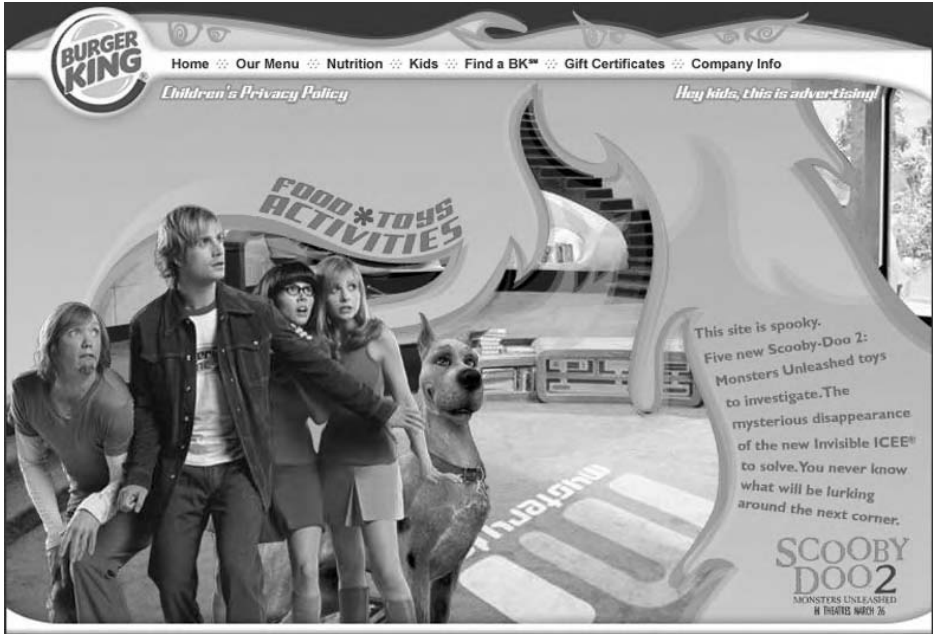 BURGER
KING®
Home Our Menu Nutrition Kids Find a BK℠ Gift Certificates Company Info
Children's Privacy Policy
Hey kids, this is advertising!
FOOD * TOYS
ACTIVITIES
This site is spooky.
Five new Scooby-Doo 2:
Monsters Unleashed toys
to investigate. The
mysterious disappearance
of the new Invisible ICEE®
to solve. You never know
what will be lurking
around the next corner.
SCOOBY
DOO 2
MONSTERS UNLEASHED
IN THEATRES MARCH 26